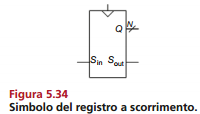 Q N
Sin Sout
Figura 5.34
Simbolo del registro a scorrimento.